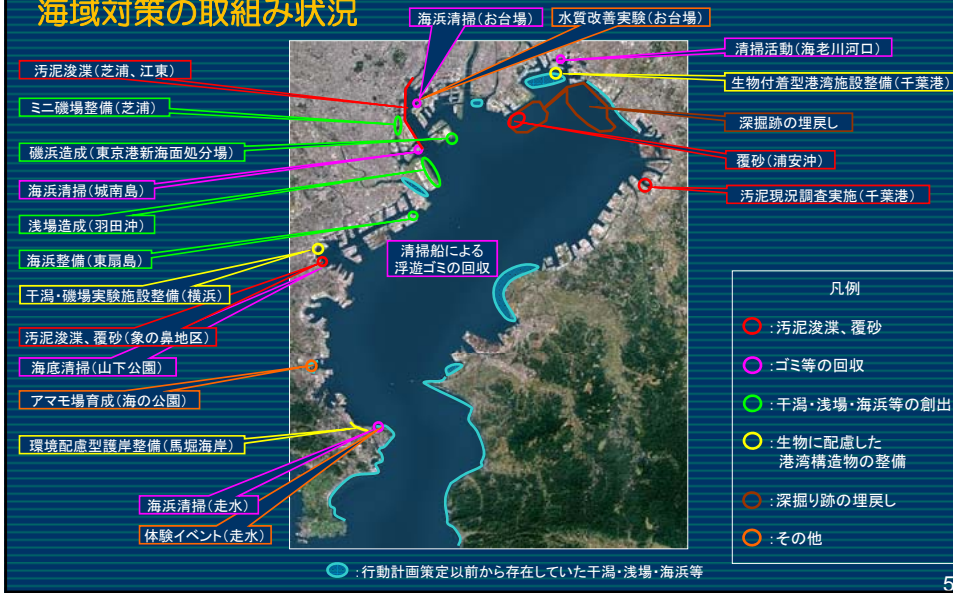 海域対策の取組み状況
海浜清掃(お台場)
水質改善実験(お台場)
清掃活動(海老川河口)
汚泥浚渫(芝浦、江東)
生物付着型港湾施設整備(千葉港)
ミニ磯場整備(芝浦)
深掘跡の埋戻し
磯浜造成(東京港新海面処分場)
覆砂(浦安沖)
海浜清掃(城南島)
汚泥現況調査実施(千葉港)
浅場造成(羽田沖)
海浜整備(東扇島)
清掃船による
浮遊ゴミの回収
干潟・磯場実験施設整備(横浜)
汚泥浚渫、覆砂(象の鼻地区)
海底清掃(山下公園)
アマモ場育成(海の公園)
環境配慮型護岸整備(馬堀海岸)
海浜清掃(走水)
体験イベント(走水)
凡例
:汚泥浚渫、覆砂
:ゴミ等の回収
:干潟・浅場・海浜等の創出
:生物に配慮した
港湾構造物の整備
:深掘り跡の埋戻し
:その他
:行動計画策定以前から存在していた干潟・浅場・海浜等
5